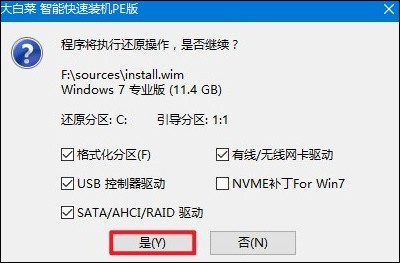 大白菜 智能快速装机PE版
程序将执行还原操作，是否继续？
F:\sources\install.wim
Windows 7 专业版 (11.4 GB)
还原分区: C: 引导分区: 1:1
格式化分区(F) 有线/无线网卡驱动
USB 控制器驱动 NVME补丁For Win7
SATA/AHCI/RAID 驱动
是(Y) 否(N)